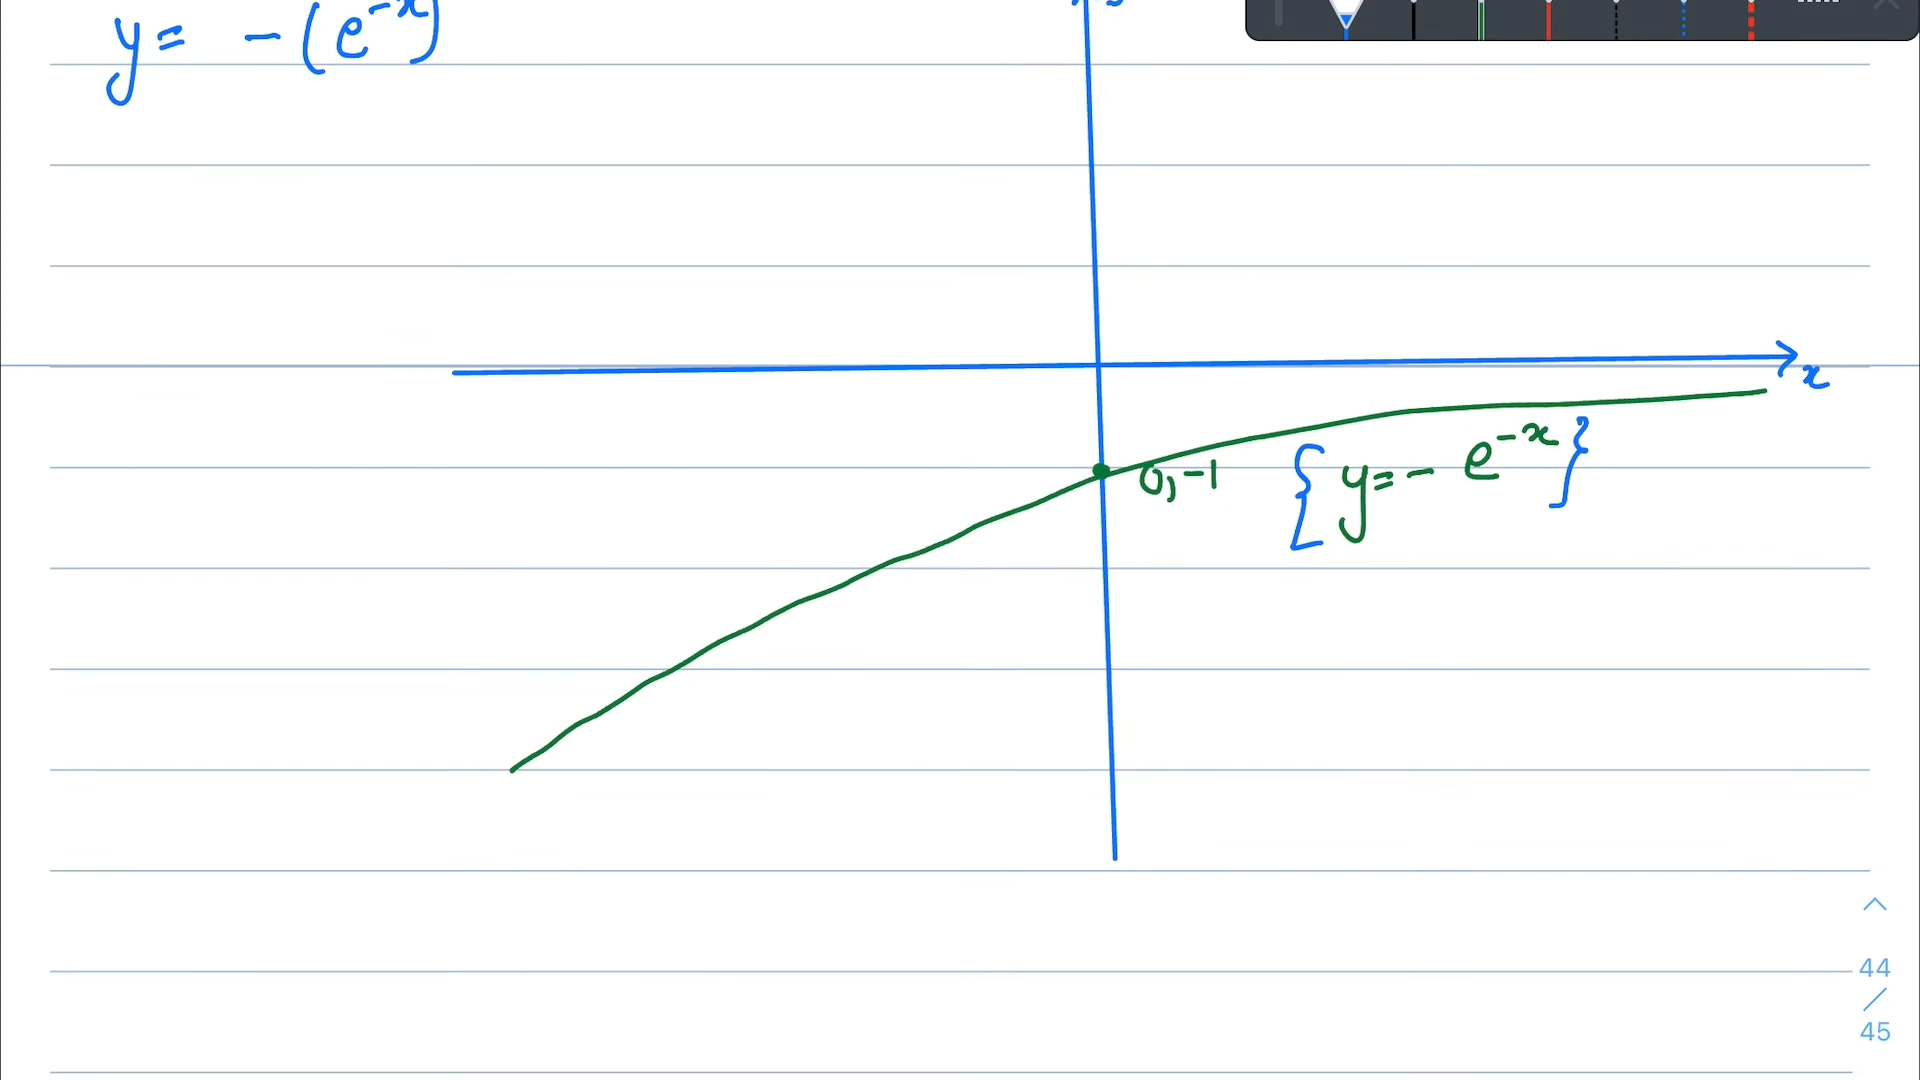 y = - (e^{-x})
x
0, -1
{ y = - e^{-x} }
44
/
45